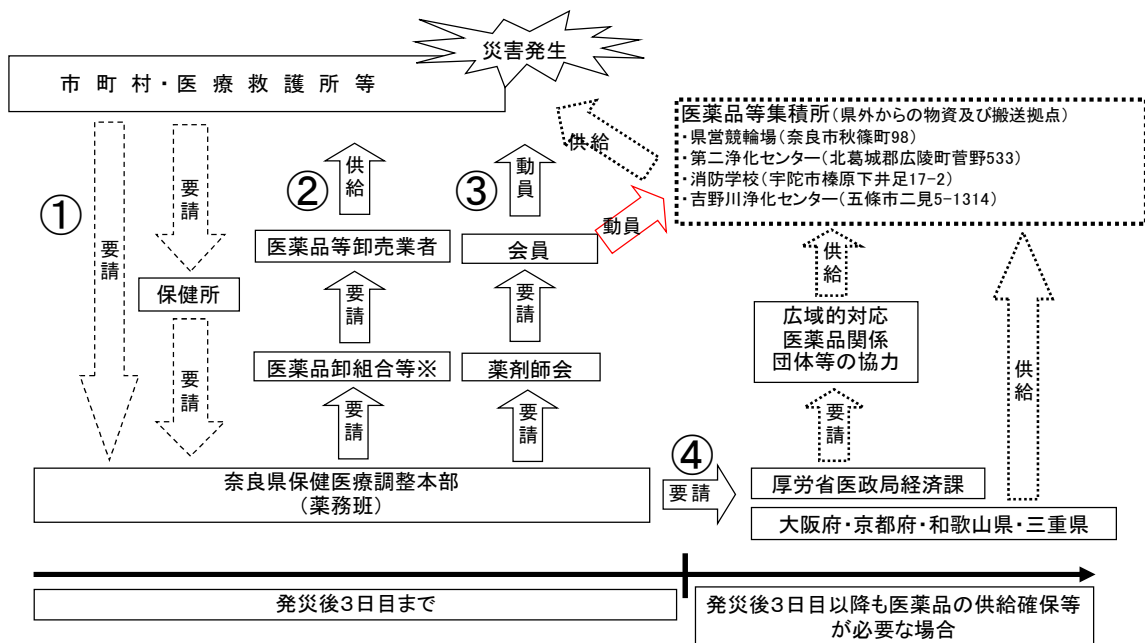 災害発生
市町村・医療救護所等
医薬品等集積所(県外からの物資及び搬送拠点)
・県営競輪場(奈良市秋篠町98)
・第二浄化センター(北葛城郡広陵町菅野533)
・消防学校(宇陀市榛原下井足17-2)
・吉野川浄化センター(五條市二見5-1314)
①
要請
要請
保健所
要請
②
供給
医薬品等卸売業者
要請
医薬品卸組合等※
要請
③
動員
会員
要請
薬剤師会
要請
供給
動員
供給
広域的対応
医薬品関係
団体等の協力
要請
供給
④
要請
厚労省医政局経済課
大阪府・京都府・和歌山県・三重県
奈良県保健医療調整本部
(薬務班)
発災後3日目まで
発災後3日目以降も医薬品の供給確保等
が必要な場合